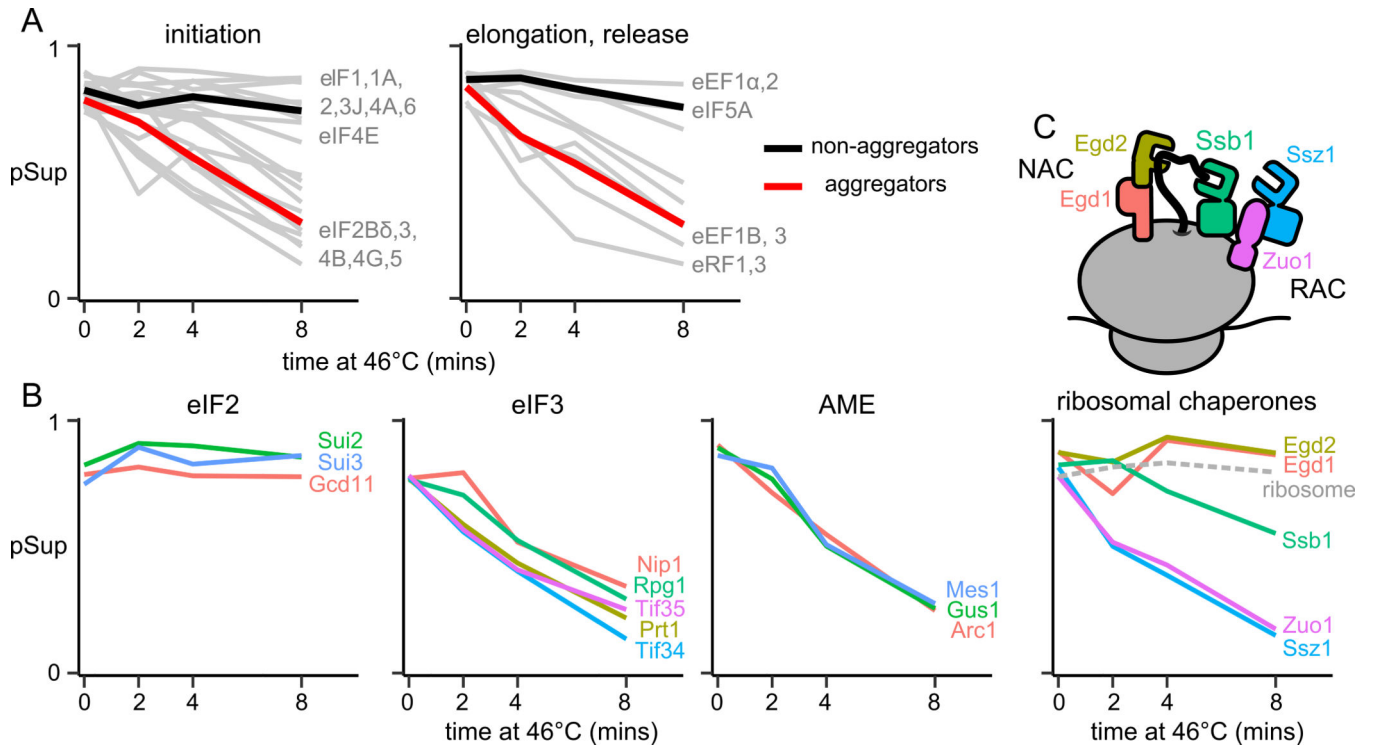 A
initiation
elongation, release
1
pSup
0
eIF1,1A,
2,3J,4A,6
eIF4E
eIF2Bδ,3,
4B,4G,5
eEF1α,2
eIF5A
eEF1B, 3
eRF1,3
0 2 4 8
0 2 4 8
time at 46°C (mins)
non-aggregators
aggregators
C
NAC
Egd2
Egd1
Ssb1
Ssz1
Zuo1
RAC
B
eIF2
eIF3
AME
ribosomal chaperones
1
pSup
0
Sui2
Sui3
Gcd11
Nip1
Rpg1
Tif35
Prt1
Tif34
Mes1
Gus1
Arc1
Egd2
Egd1
ribosome
Ssb1
Zuo1
Ssz1
0 2 4 8
0 2 4 8
0 2 4 8
0 2 4 8
time at 46°C (mins)
time at 46°C (mins)